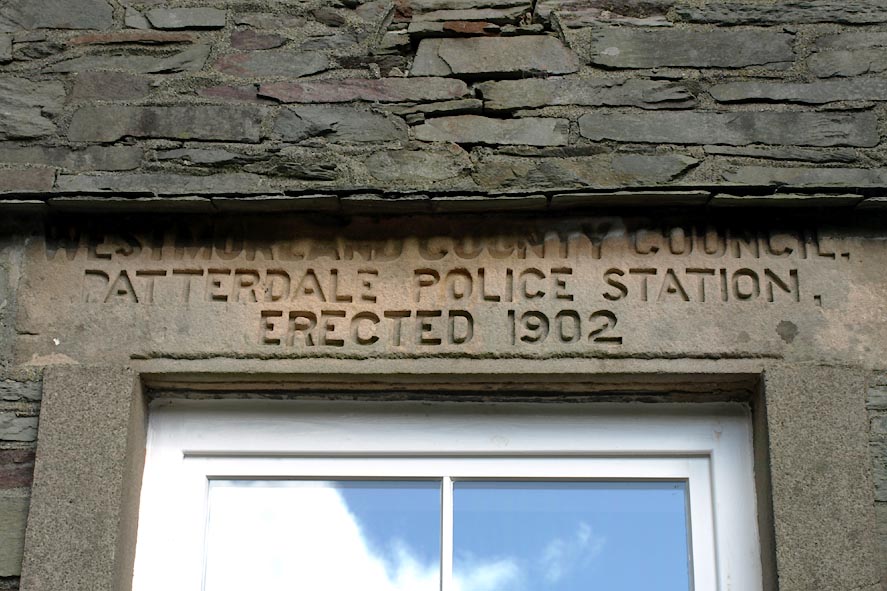 WESTMORLAND COUNTY COUNCIL.
PATTERDALE POLICE STATION.
ERECTED 1902